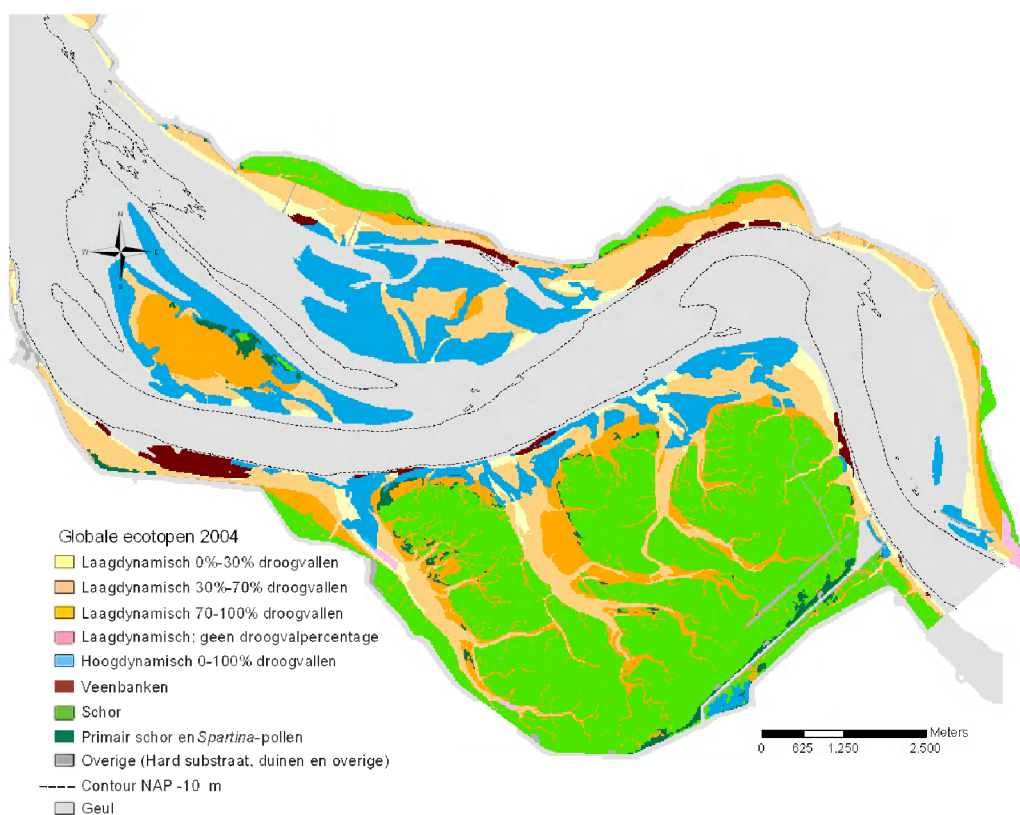 N
W E
S
Globale ecotopen 2004
Laagdynamisch 0%-30% droogvallen
Laagdynamisch 30%-70% droogvallen
Laagdynamisch 70-100% droogvallen
Laagdynamisch; geen droogvalpercentage
Hoogdynamisch 0-100% droogvallen
Veenbanken
Schor
Primair schor en Spartina-pollen
Overige (Hard substraat, duinen en overige)
Contour NAP -10 m
Geul
Meters
0 625 1.250 2.500